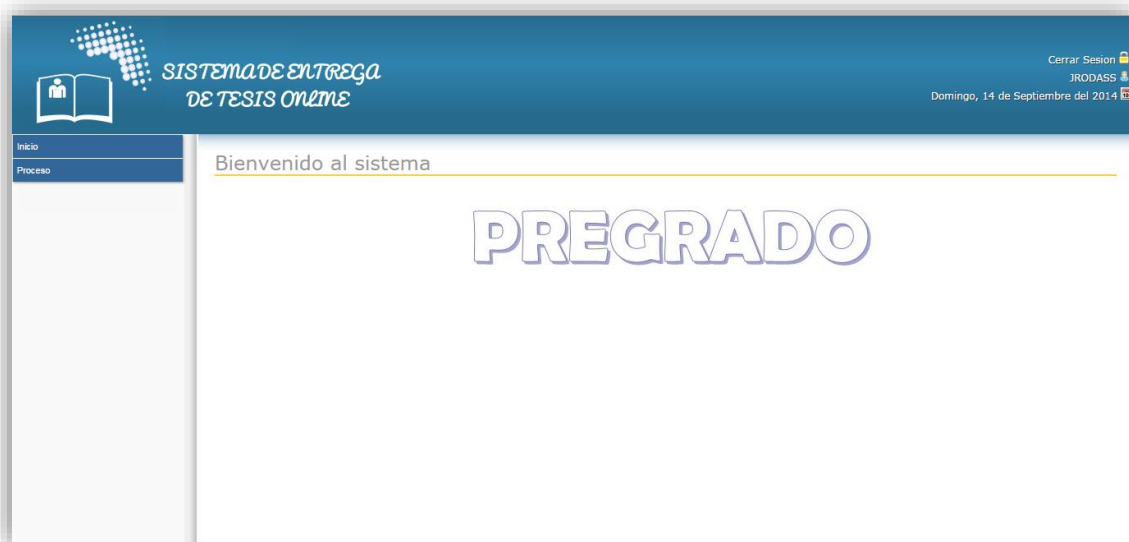 SISTEMA DE ENTREGA
DE TESIS ONLINE
Cerrar Sesion
JRODASS
Domingo, 14 de Septiembre del 2014
Inicio
Proceso
Bienvenido al sistema
PREGRADO